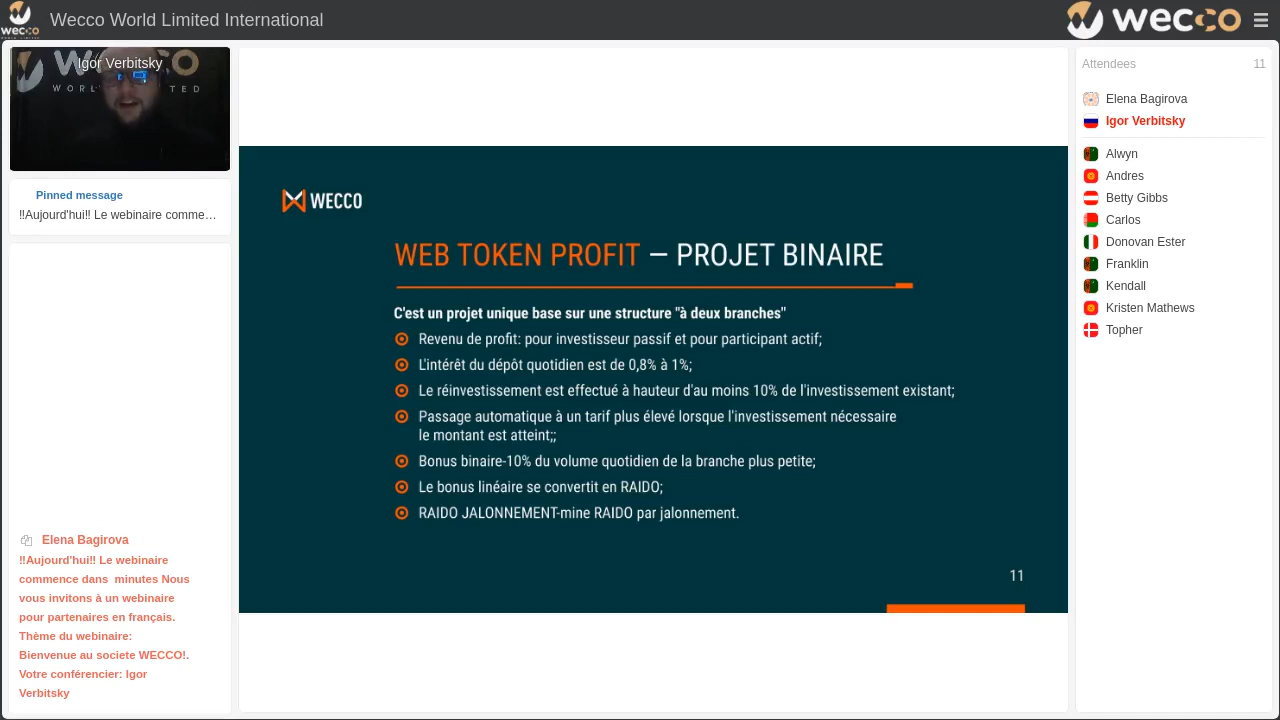 wecco
Wecco World Limited International
wecco
Igor Verbitsky
Pinned message
‼Aujourd'hui‼ Le webinaire comme…
Elena Bagirova
‼Aujourd'hui‼ Le webinaire
commence dans minutes Nous
vous invitons à un webinaire
pour partenaires en français.
Thème du webinaire:
Bienvenue au societe WECCO!.
Votre conférencier: Igor
Verbitsky
WECCO
WEB TOKEN PROFIT – PROJET BINAIRE
C'est un projet unique base sur une structure "à deux branches"
Revenu de profit: pour investisseur passif et pour participant actif;
L'intérêt du dépôt quotidien est de 0,8% à 1%;
Le réinvestissement est effectué à hauteur d'au moins 10% de l'investissement existant;
Passage automatique à un tarif plus élevé lorsque l'investissement nécessaire
le montant est atteint;;
Bonus binaire-10% du volume quotidien de la branche plus petite;
Le bonus linéaire se convertit en RAIDO;
RAIDO JALONNEMENT-mine RAIDO par jalonnement.
11
Attendees 11
Elena Bagirova
Igor Verbitsky
Alwyn
Andres
Betty Gibbs
Carlos
Donovan Ester
Franklin
Kendall
Kristen Mathews
Topher